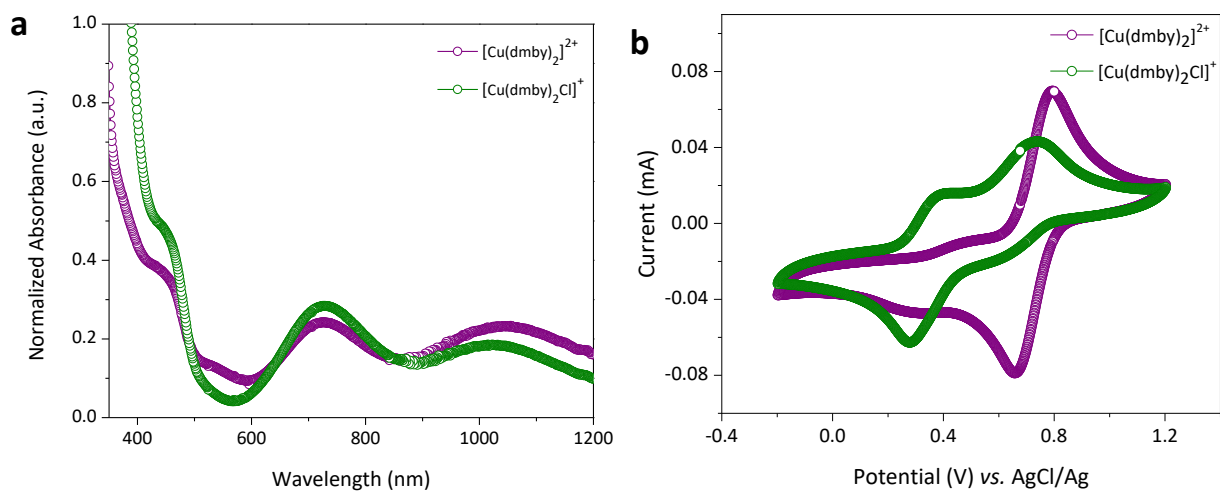 a
[Cu(dmby)₂]²⁺
[Cu(dmby)₂Cl]⁺
Normalized Absorbance (a.u.)
1.0
0.8
0.6
0.4
0.2
0.0
400
600
800
1000
1200
Wavelength (nm)
b
[Cu(dmby)₂]²⁺
[Cu(dmby)₂Cl]⁺
Current (mA)
0.08
0.04
0.00
-0.04
-0.08
-0.4
0.0
0.4
0.8
1.2
Potential (V) vs. AgCl/Ag